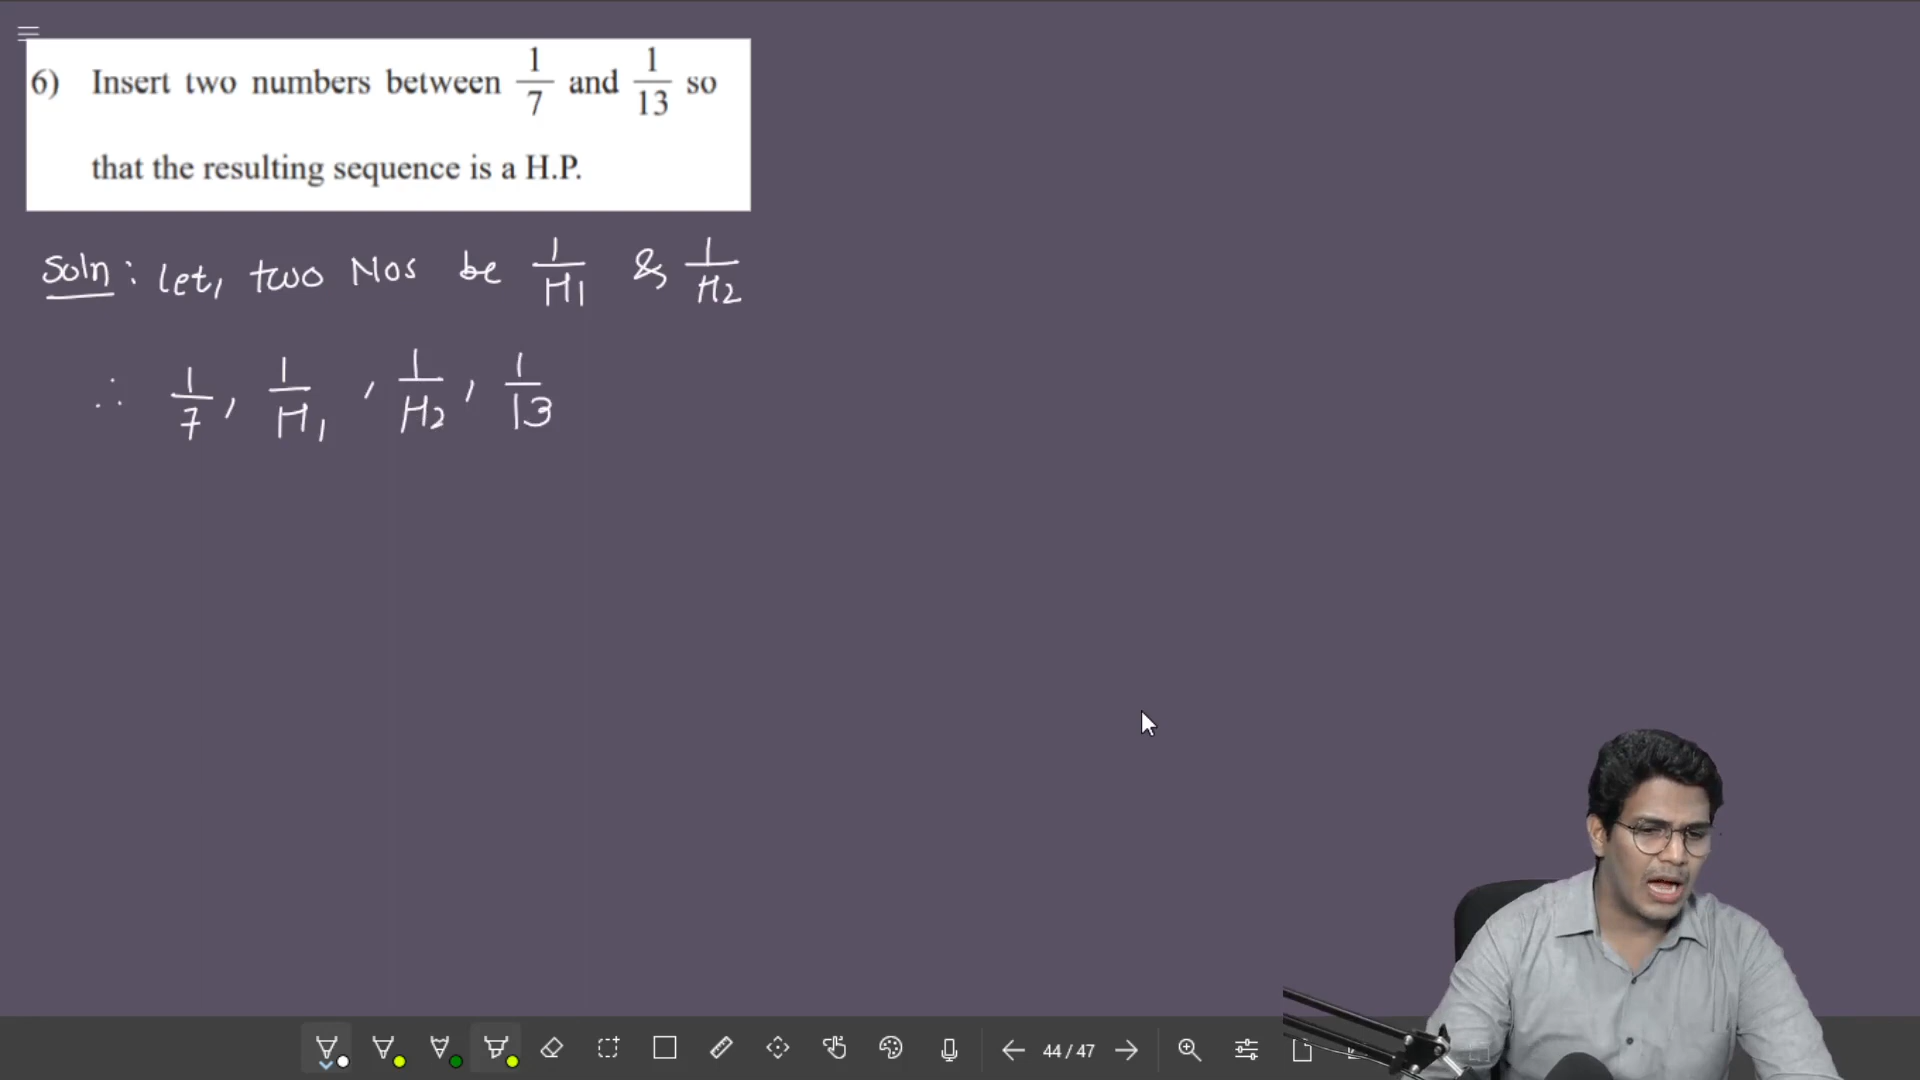 6) Insert two numbers between 1/7 and 1/13 so
that the resulting sequence is a H.P.
Soln : let, two Nos be 1/H1 & 1/H2
∴ 1/7, 1/H1, 1/H2, 1/13
44 / 47